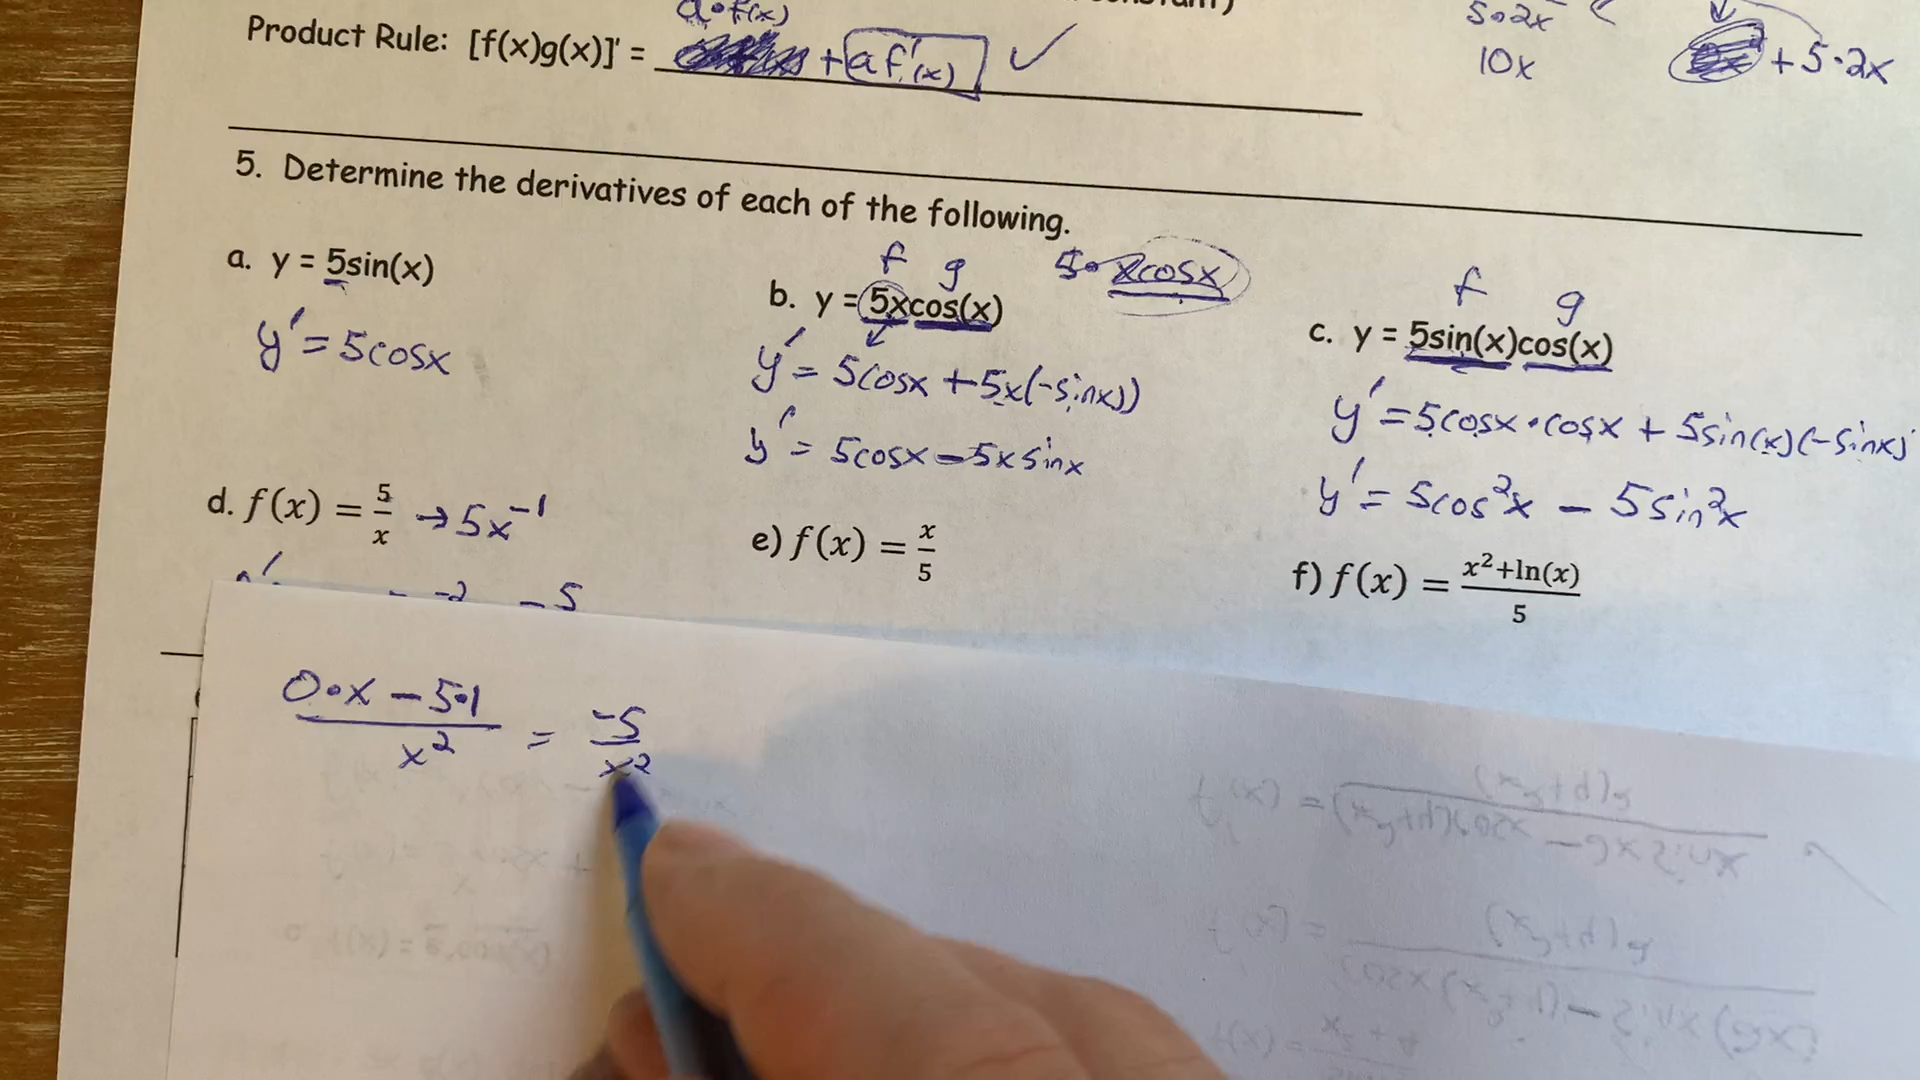 a·f(x)
Product Rule: [f(x)g(x)]' = + a f'(x) ✓
5·2x
10x
+ 5·2x
5. Determine the derivatives of each of the following.
a. y = 5sin(x)
y' = 5cosx
f g
5·xcosx
b. y = 5xcos(x)
y' = 5cosx + 5x(-sinx))
y' = 5cosx - 5xsinx
f g
c. y = 5sin(x)cos(x)
y' = 5cosx·cosx + 5sin(x)(-sinx)
y' = 5cos²x - 5sin²x
d. f(x) = 5/x → 5x⁻¹
-2 -5
e) f(x) = x/5
f) f(x) = x²+ln(x)/5
0·x - 5·1
x² = -5/x²